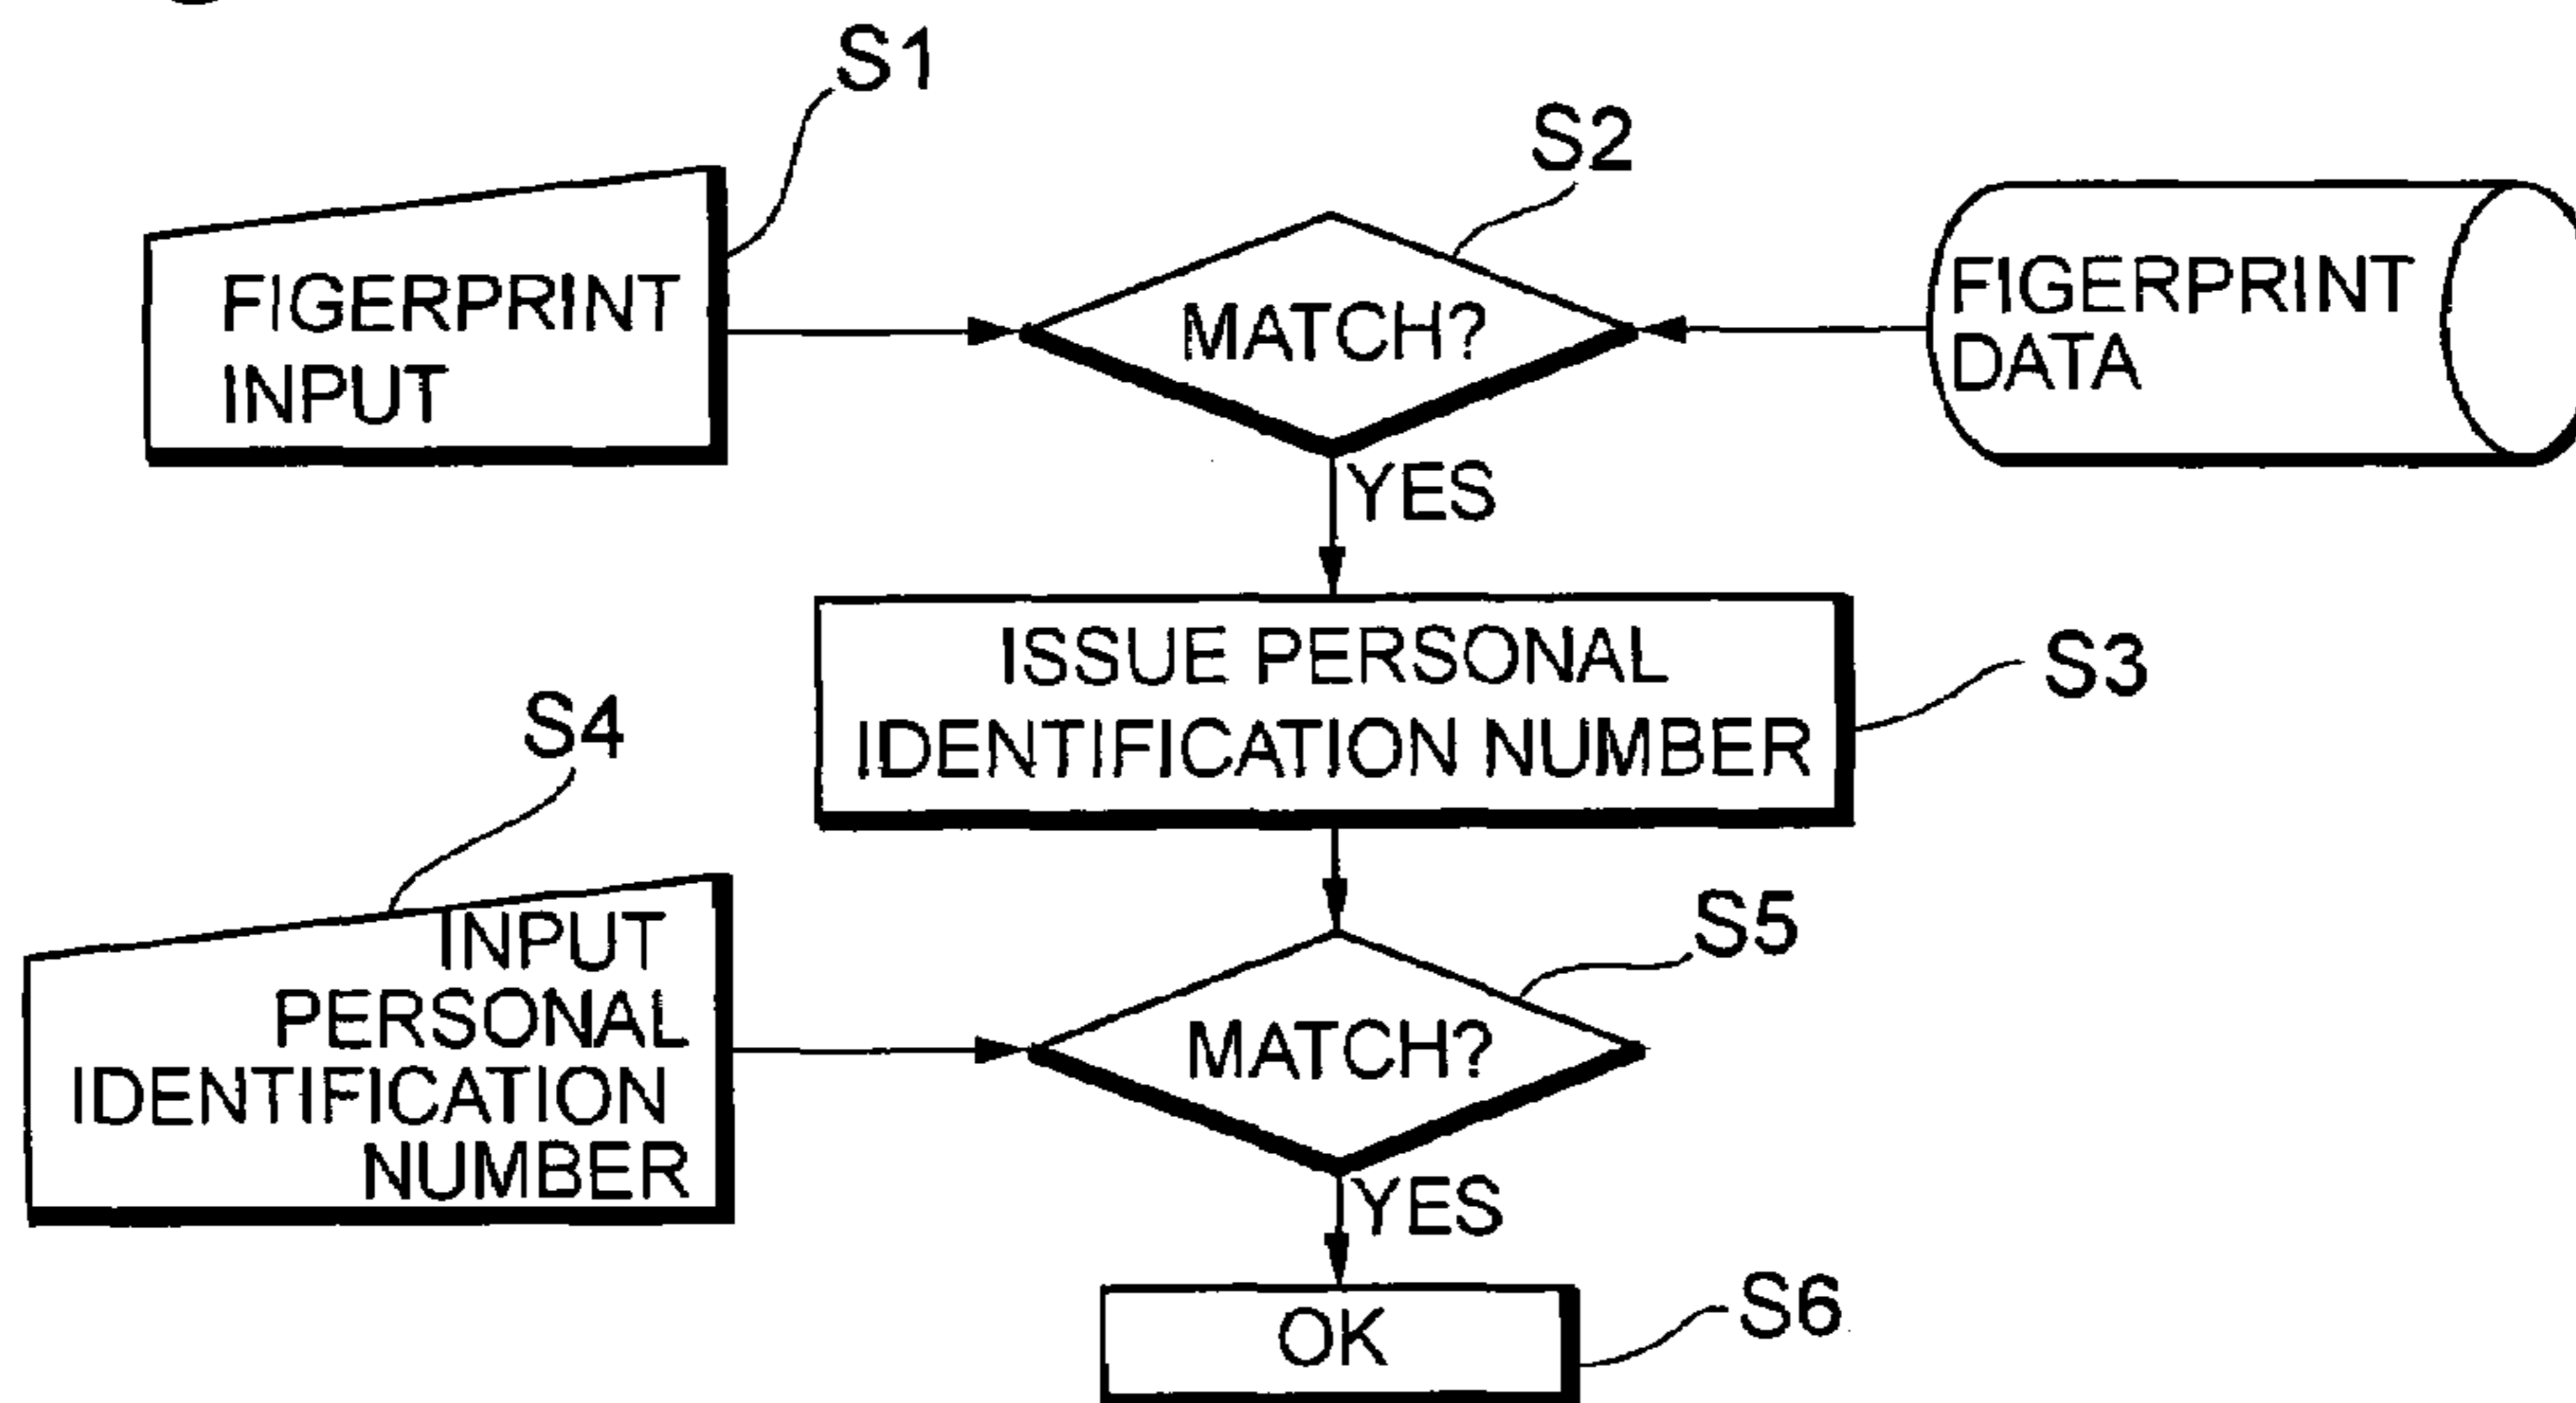 S1
S2
FIGERPRINT
INPUT
MATCH?
FIGERPRINT
DATA
YES
ISSUE PERSONAL
IDENTIFICATION NUMBER
S3
S4
INPUT
PERSONAL
IDENTIFICATION
NUMBER
S5
MATCH?
YES
OK
S6